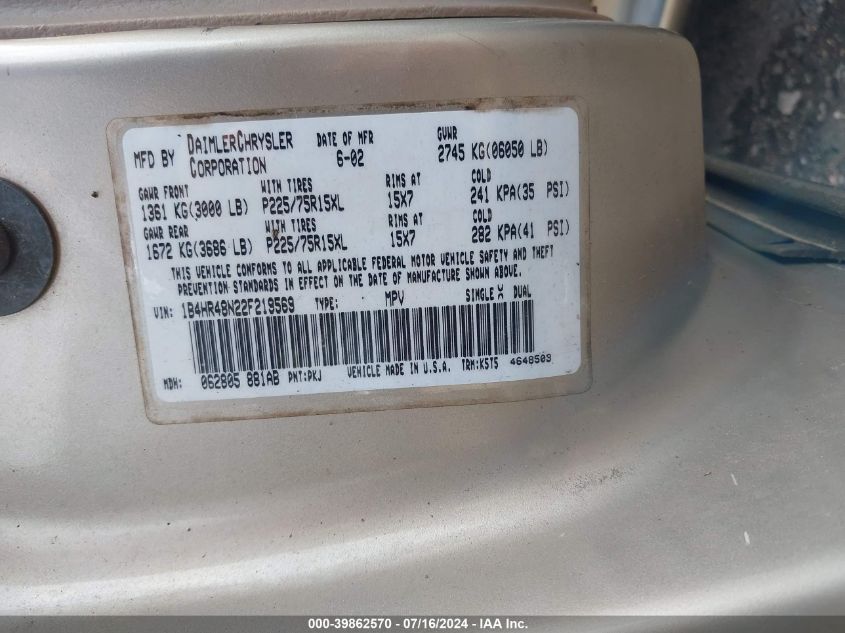 MFD BY DAIMLERCHRYSLER CORPORATION DATE OF MFR 6-02 GVWR 2745 KG(06050 LB)
GAWR FRONT WITH TIRES RIMS AT COLD
1361 KG(3000 LB) P225/75R15XL 15X7 241 KPA(35 PSI)
GAWR REAR WITH TIRES RIMS AT COLD
1672 KG(3686 LB) P225/75R15XL 15X7 282 KPA(41 PSI)
THIS VEHICLE CONFORMS TO ALL APPLICABLE FEDERAL MOTOR VEHICLE SAFETY AND THEFT
PREVENTION STANDARDS IN EFFECT ON THE DATE OF MANUFACTURE SHOWN ABOVE.
VIN: 1B4HR48N22F219569 TYPE: MPV SINGLE X DUAL
MDH: 062805 881AB PNT:PKJ VEHICLE MADE IN U.S.A. TRM:K5T5 4648509
000-39862570 - 07/16/2024 - IAA Inc.